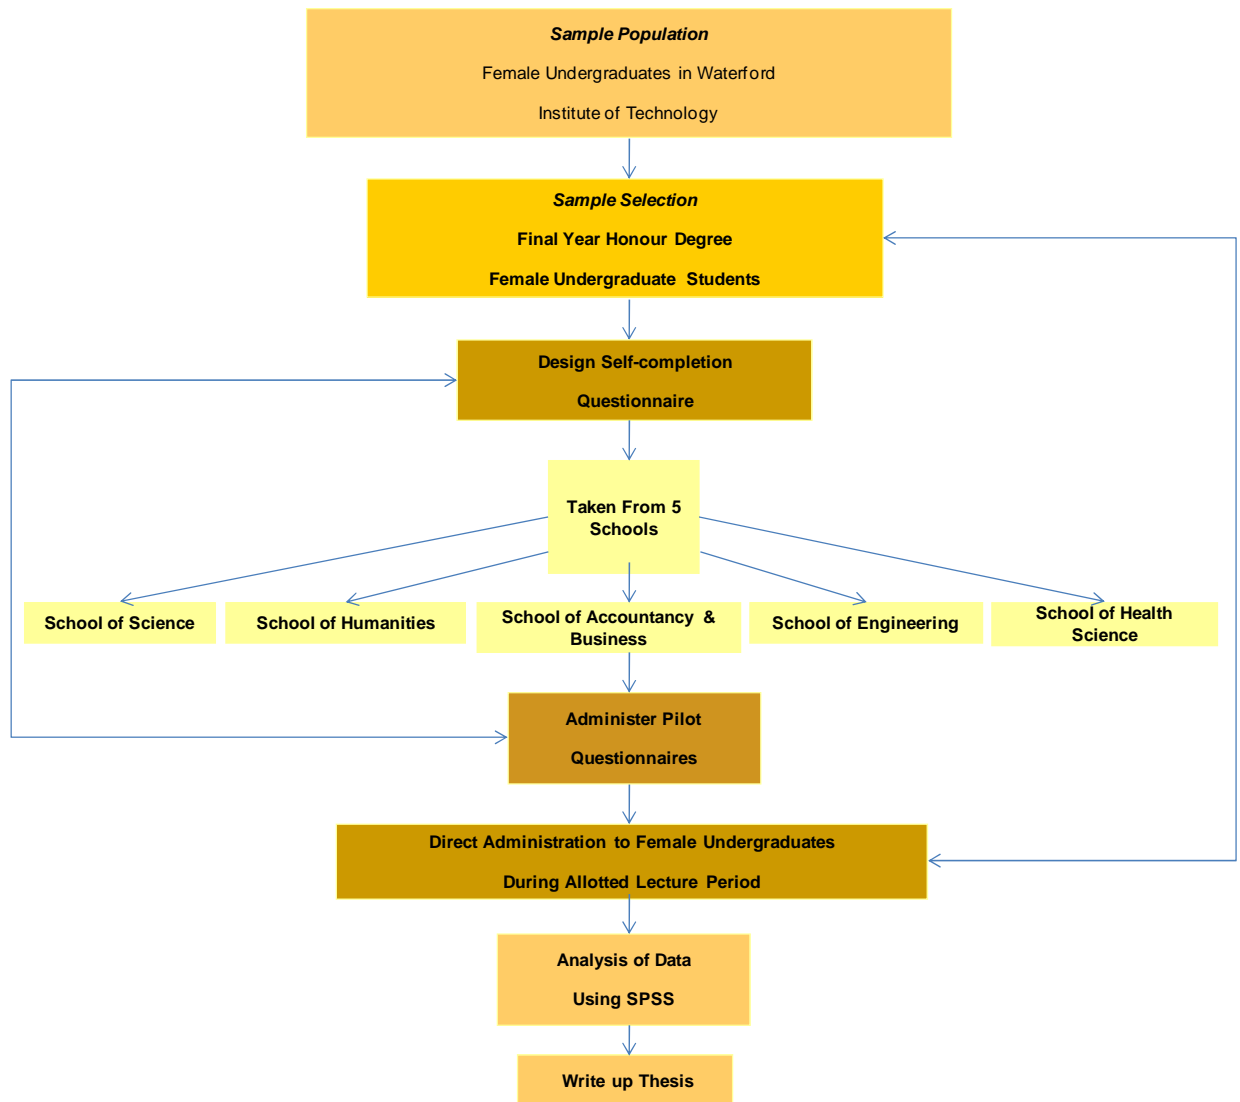 Sample Population
Female Undergraduates in Waterford
Institute of Technology
Sample Selection
Final Year Honour Degree
Female Undergraduate Students
Design Self-completion
Questionnaire
Taken From 5
Schools
School of Science
School of Humanities
School of Accountancy &
Business
School of Engineering
School of Health
Science
Administer Pilot
Questionnaires
Direct Administration to Female Undergraduates
During Allotted Lecture Period
Analysis of Data
Using SPSS
Write up Thesis